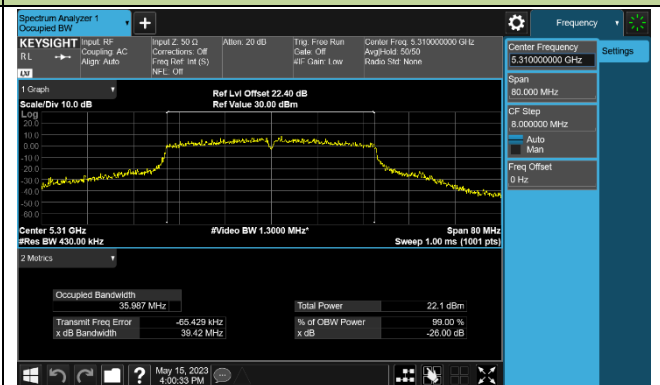 Spectrum Analyzer 1
Occupied BW
Frequency
KEYSIGHT
RL
LXI
Input: RF
Coupling: AC
Align: Auto
Input Z: 50 Ω
Corrections: Off
Freq Ref: Int (S)
NFE: Off
Atten: 20 dB
Trig: Free Run
Gate: Off
#IF Gain: Low
Center Freq: 5.310000000 GHz
Avg|Hold: 50/50
Radio Std: None
Center Frequency
5.310000000 GHz
Settings
Span
80.000 MHz
CF Step
8.000000 MHz
Auto
Man
Freq Offset
0 Hz
1 Graph
Scale/Div 10.0 dB
Ref Lvl Offset 22.40 dB
Ref Value 30.00 dBm
Log
20.0
10.0
0.00
-10.0
-20.0
-30.0
-40.0
-50.0
-60.0
Center 5.31 GHz
#Video BW 1.3000 MHz*
Span 80 MHz
#Res BW 430.00 kHz
Sweep 1.00 ms (1001 pts)
2 Metrics
Occupied Bandwidth
35.987 MHz
Total Power
22.1 dBm
Transmit Freq Error
-65.429 kHz
% of OBW Power
99.00 %
x dB Bandwidth
39.42 MHz
x dB
-26.00 dB
?
May 15, 2023
4:00:33 PM